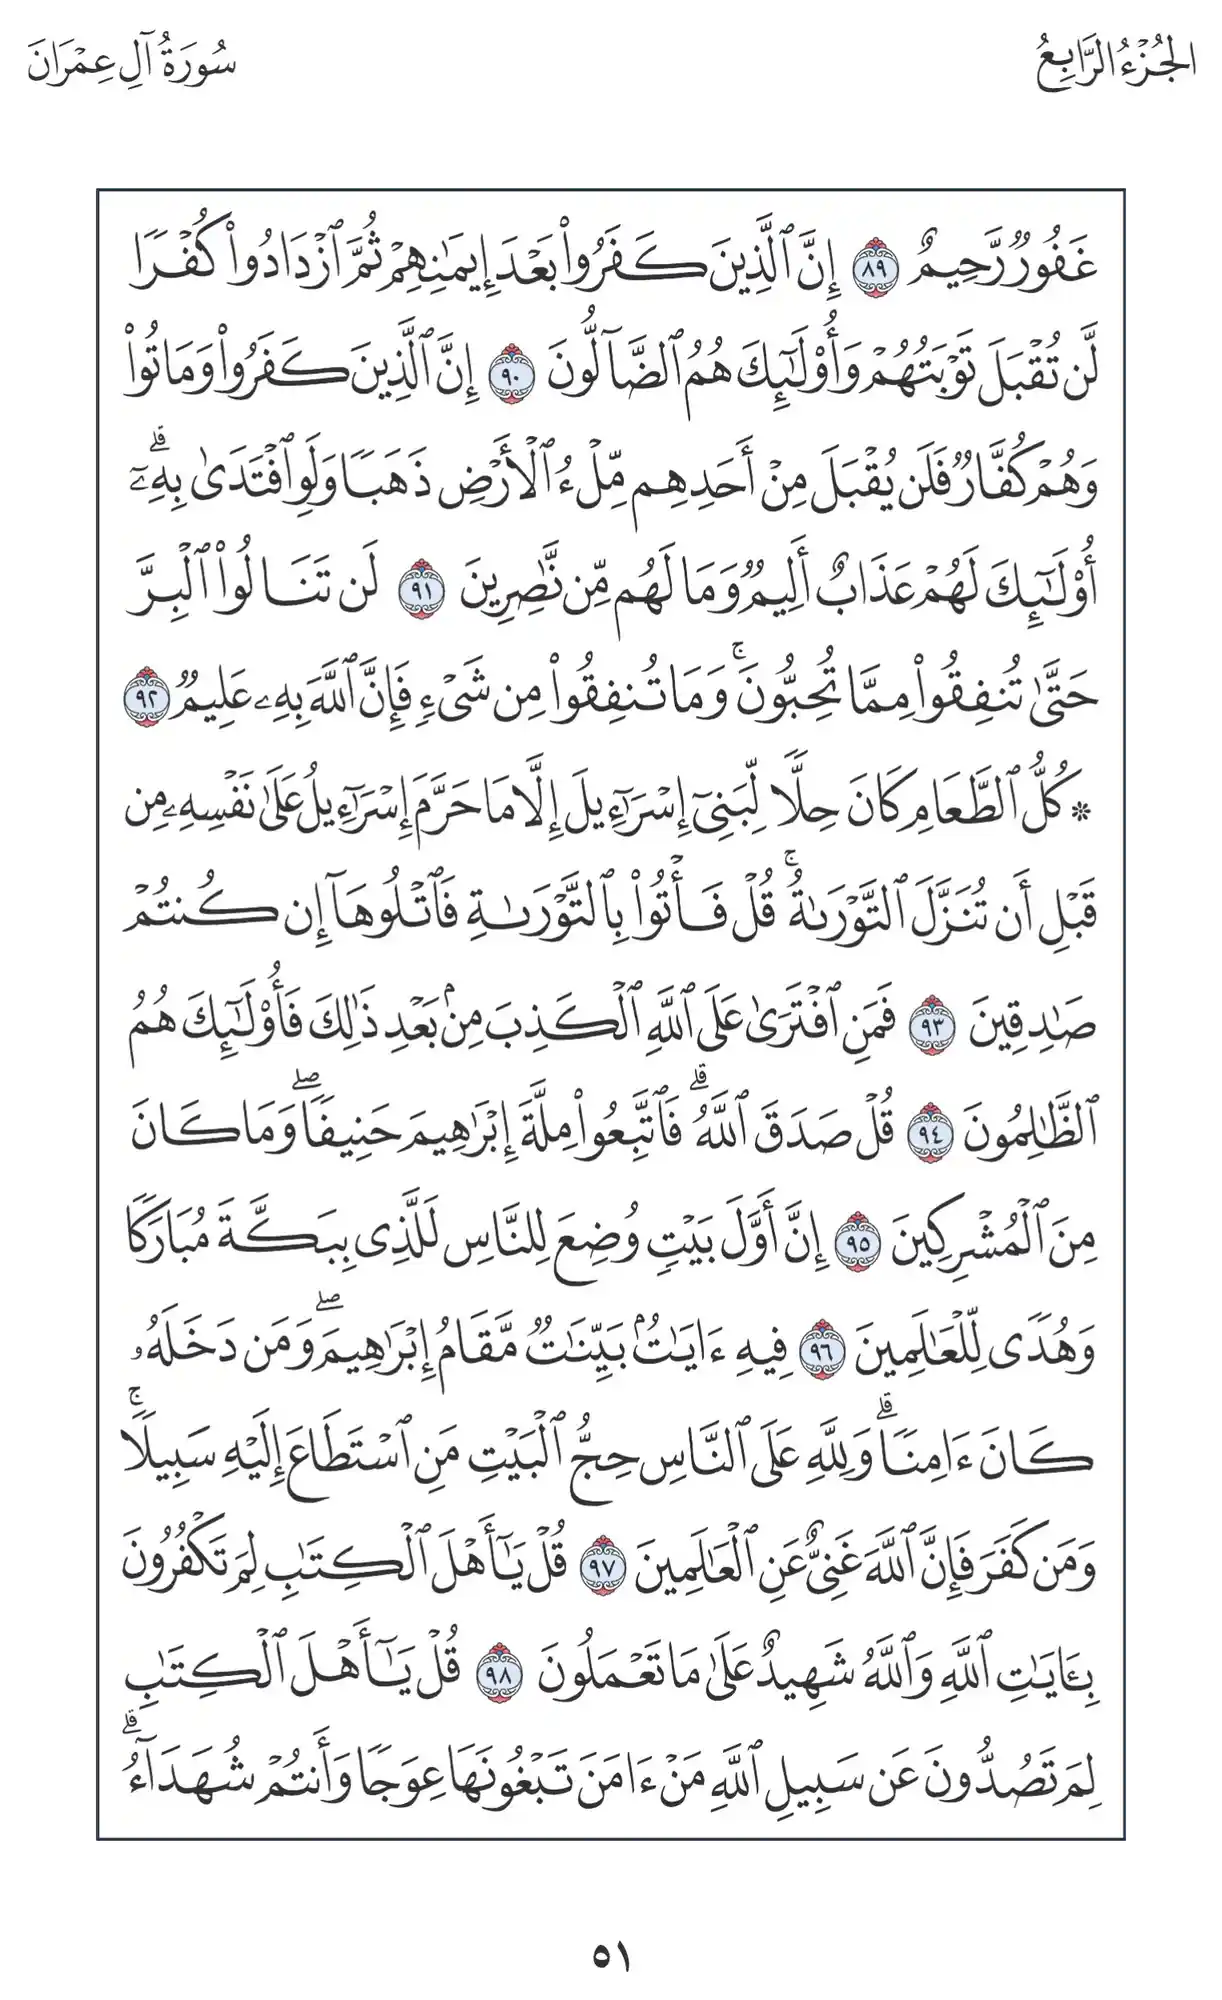 الجُزْءُ الرَّابِعُ
سُورَةُ آلِ عِمْرَانَ
غَفُورٌ رَّحِيمٌ ٨٩ إِنَّ ٱلَّذِينَ كَفَرُوا۟ بَعْدَ إِيمَـٰنِهِمْ ثُمَّ ٱزْدَادُوا۟ كُفْرًا
لَّن تُقْبَلَ تَوْبَتُهُمْ وَأُو۟لَـٰٓئِكَ هُمُ ٱلضَّآلُّونَ ٩٠ إِنَّ ٱلَّذِينَ كَفَرُوا۟ وَمَاتُوا۟
وَهُمْ كُفَّارٌ فَلَن يُقْبَلَ مِنْ أَحَدِهِم مِّلْءُ ٱلْأَرْضِ ذَهَبًا وَلَوِ ٱفْتَدَىٰ بِهِۦٓ ۗ
أُو۟لَـٰٓئِكَ لَهُمْ عَذَابٌ أَلِيمٌ وَمَا لَهُم مِّن نَّـٰصِرِينَ ٩١ لَن تَنَالُوا۟ ٱلْبِرَّ
حَتَّىٰ تُنفِقُوا۟ مِمَّا تُحِبُّونَ ۚ وَمَا تُنفِقُوا۟ مِن شَىْءٍ فَإِنَّ ٱللَّهَ بِهِۦ عَلِيمٌ ٩٢
* كُلُّ ٱلطَّعَامِ كَانَ حِلًّا لِّبَنِىٓ إِسْرَٰٓءِيلَ إِلَّا مَا حَرَّمَ إِسْرَٰٓءِيلُ عَلَىٰ نَفْسِهِۦ مِن
قَبْلِ أَن تُنَزَّلَ ٱلتَّوْرَىٰةُ ۚ قُلْ فَأْتُوا۟ بِٱلتَّوْرَىٰةِ فَٱتْلُوهَآ إِن كُنتُمْ
صَـٰدِقِينَ ٩٣ فَمَنِ ٱفْتَرَىٰ عَلَى ٱللَّهِ ٱلْكَذِبَ مِنۢ بَعْدِ ذَٰلِكَ فَأُو۟لَـٰٓئِكَ هُمُ
ٱلظَّـٰلِمُونَ ٩٤ قُلْ صَدَقَ ٱللَّهُ ۗ فَٱتَّبِعُوا۟ مِلَّةَ إِبْرَٰهِيمَ حَنِيفًا ۖ وَمَا كَانَ
مِنَ ٱلْمُشْرِكِينَ ٩٥ إِنَّ أَوَّلَ بَيْتٍ وُضِعَ لِلنَّاسِ لَلَّذِى بِبَكَّةَ مُبَارَكًا
وَهُدًى لِّلْعَـٰلَمِينَ ٩٦ فِيهِ ءَايَـٰتٌۢ بَيِّنَـٰتٌ مَّقَامُ إِبْرَٰهِيمَ ۖ وَمَن دَخَلَهُۥ
كَانَ ءَامِنًا ۗ وَلِلَّهِ عَلَى ٱلنَّاسِ حِجُّ ٱلْبَيْتِ مَنِ ٱسْتَطَاعَ إِلَيْهِ سَبِيلًا ۚ
وَمَن كَفَرَ فَإِنَّ ٱللَّهَ غَنِىٌّ عَنِ ٱلْعَـٰلَمِينَ ٩٧ قُلْ يَـٰٓأَهْلَ ٱلْكِتَـٰبِ لِمَ تَكْفُرُونَ
بِـَٔايَـٰتِ ٱللَّهِ وَٱللَّهُ شَهِيدٌ عَلَىٰ مَا تَعْمَلُونَ ٩٨ قُلْ يَـٰٓأَهْلَ ٱلْكِتَـٰبِ
لِمَ تَصُدُّونَ عَن سَبِيلِ ٱللَّهِ مَنْ ءَامَنَ تَبْغُونَهَا عِوَجًا وَأَنتُمْ شُهَدَآءُ ۗ
٥١